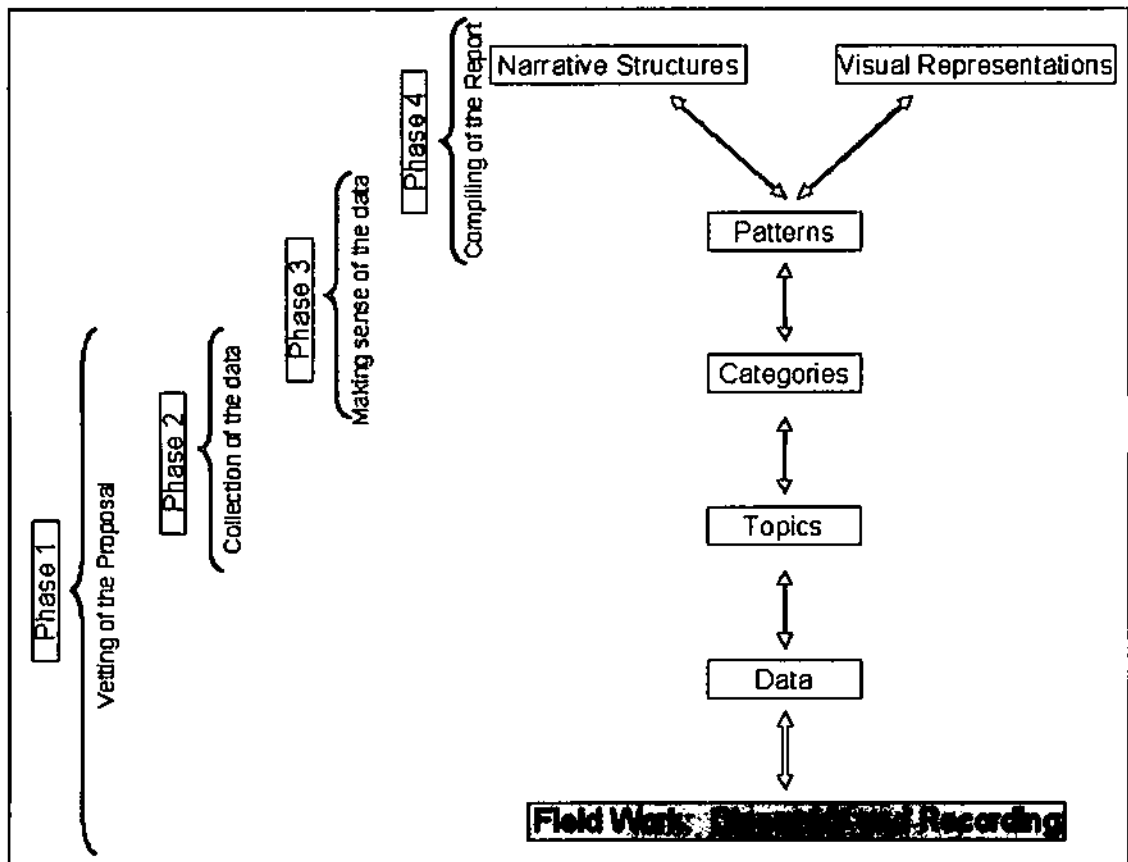 Phase 1
Vetting of the Proposal
Phase 2
Collection of the data
Phase 3
Making sense of the data
Phase 4
Compiling of the Report
Narrative Structures
Visual Representations
Patterns
Categories
Topics
Data
Field Work: Recording